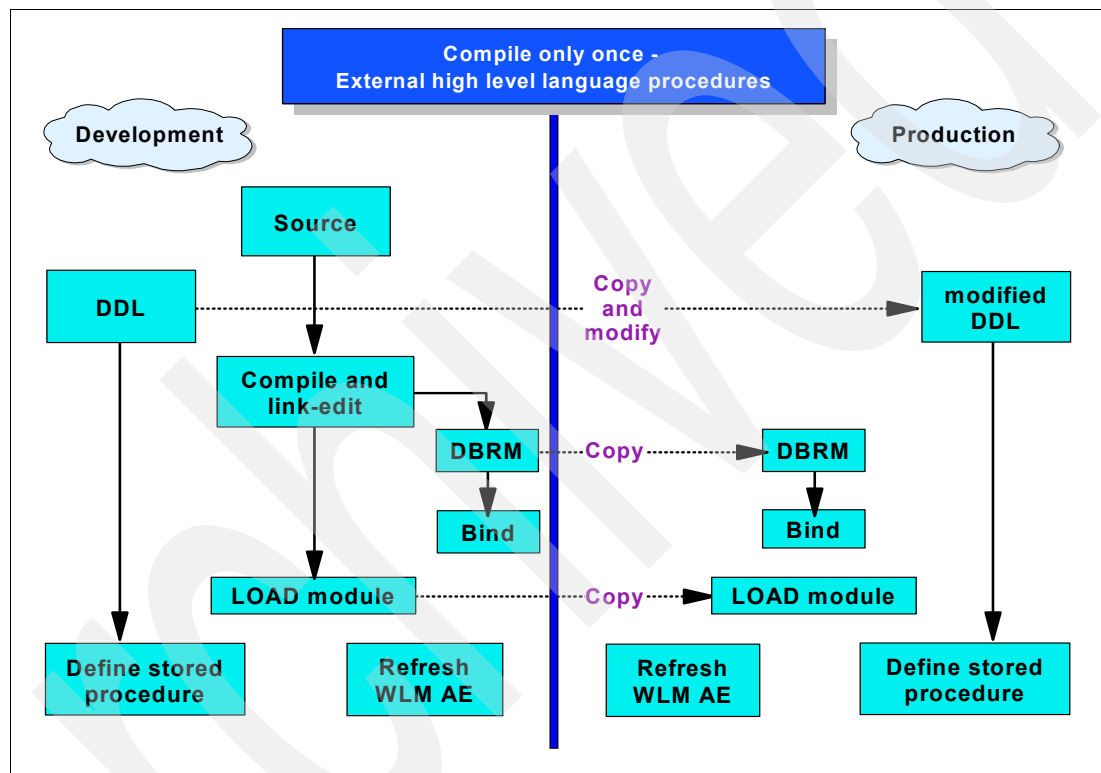 Compile only once -
External high level language procedures
Development
Production
Source
DDL
Copy
and
modify
modified
DDL
Compile and
link-edit
DBRM
Copy
DBRM
Bind
Bind
LOAD module
Copy
LOAD module
Define stored
procedure
Refresh
WLM AE
Refresh
WLM AE
Define stored
procedure